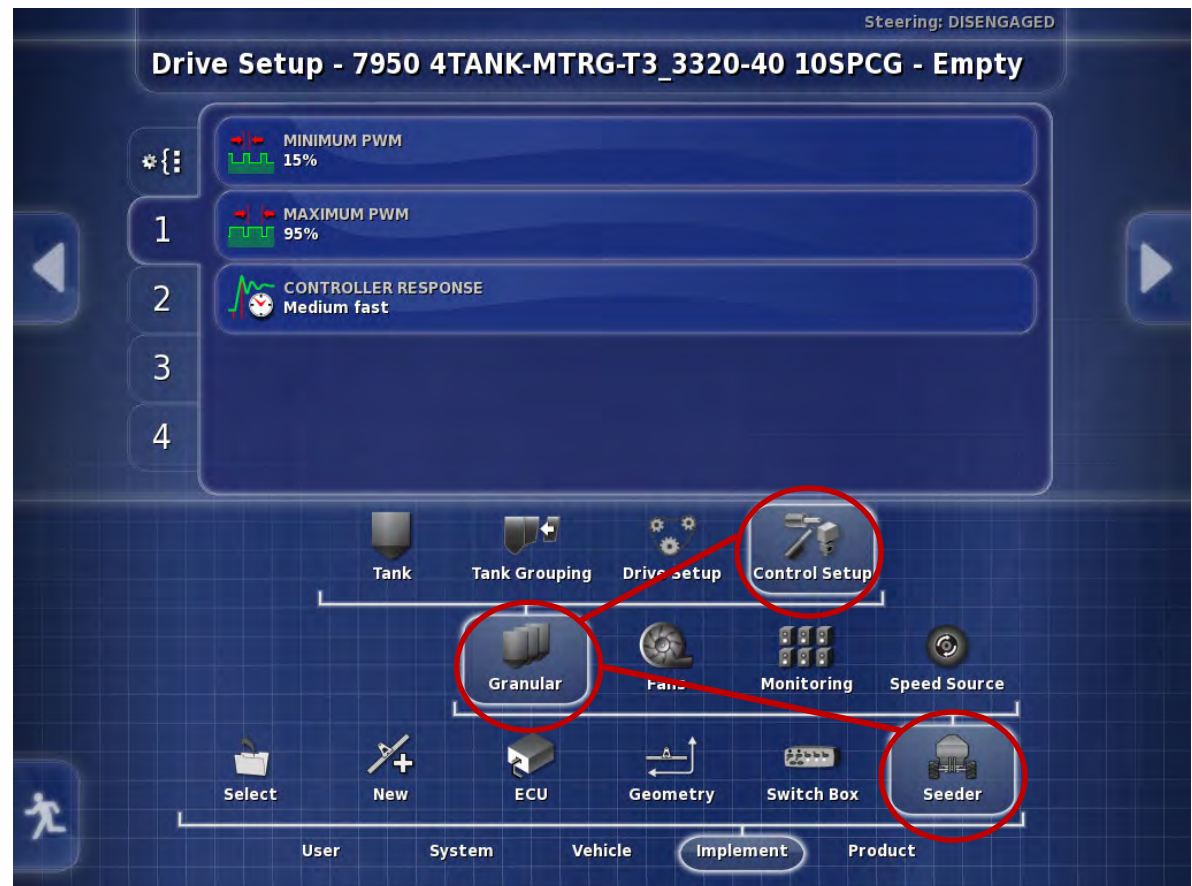 Steering: DISENGAGED
Drive Setup - 7950 4TANK-MTRG-T3_3320-40 10SPCG - Empty
MINIMUM PWM
15%
1
MAXIMUM PWM
95%
2
CONTROLLER RESPONSE
Medium fast
3
4
Tank Tank Grouping Drive Setup Control Setup
Granular Fans Monitoring Speed Source
Select New ECU Geometry Switch Box Seeder
User System Vehicle Implement Product